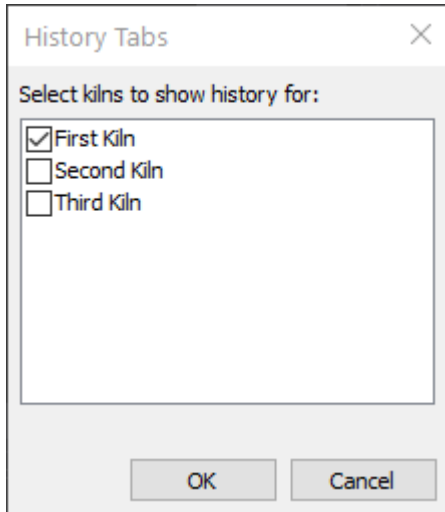 History Tabs
Select kilns to show history for:
First Kiln
Second Kiln
Third Kiln
OK Cancel